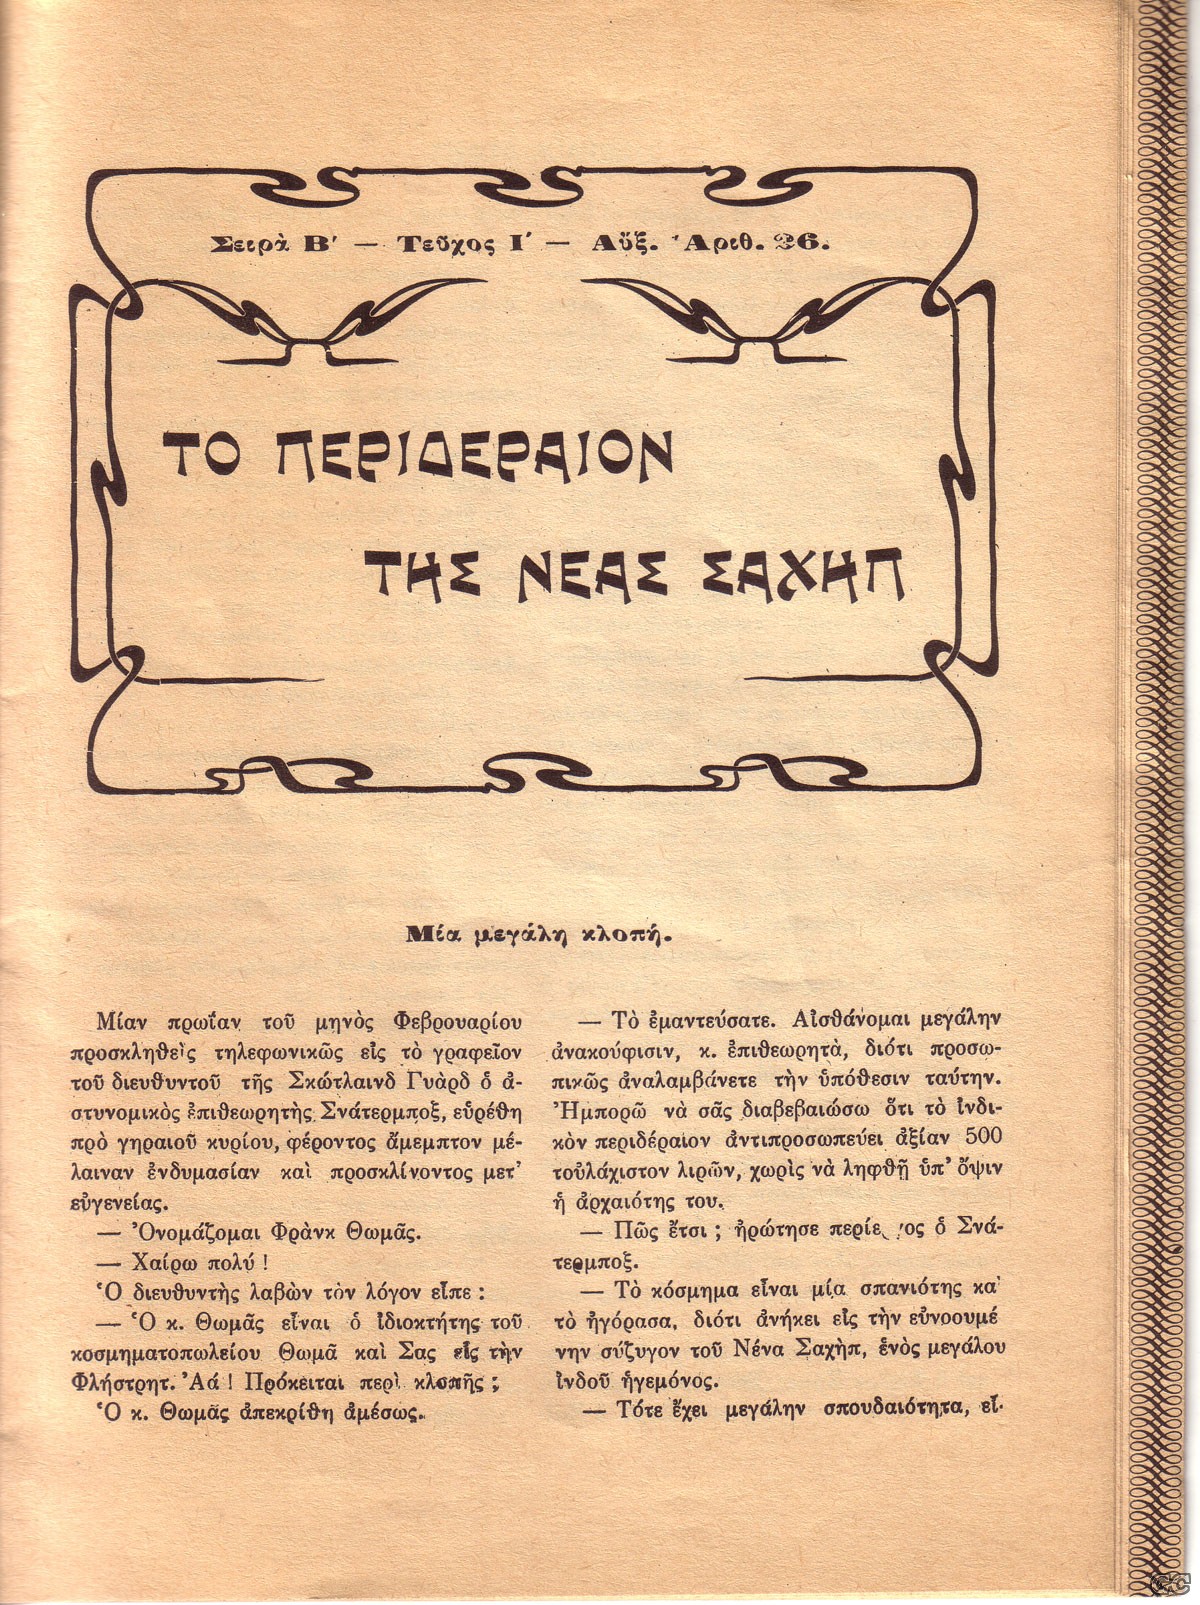 Σειρὰ Β′ — Τεῦχος Ι′ — Αὔξ. Ἀριθ. 26.
ΤΟ ΠΕΡΙΔΕΡΑΙΟΝ
ΤΗΣ ΝΕΑΣ ΣΑΧΗΠ
Μία μεγάλη κλοπή.
Μίαν πρωΐαν τοῦ μηνὸς Φεβρουαρίου
προσκληθεὶς τηλεφωνικῶς εἰς τὸ γραφεῖον
τοῦ διευθυντοῦ τῆς Σκώτλαινδ Γυὰρδ ὁ ἀ-
στυνομικὸς ἐπιθεωρητὴς Σνάτερμποξ, εὑρέθη
πρὸ γηραιοῦ κυρίου, φέροντος ἄμεμπτον μέ-
λαιναν ἐνδυμασίαν καὶ προσκλίνοντος μετ᾽
εὐγενείας.
— Ὀνομάζομαι Φρὰνκ Θωμᾶς.
— Χαίρω πολύ !
Ὁ διευθυντὴς λαβὼν τὸν λόγον εἶπε :
— Ὁ κ. Θωμᾶς εἶναι ὁ ἰδιοκτήτης τοῦ
κοσμηματοπωλείου Θωμᾶ καὶ Σας εἰς τὴν
Φλήστρητ. Ἀά ! Πρόκειται περὶ κλοπῆς ;
Ὁ κ. Θωμᾶς ἀπεκρίθη ἀμέσως.
— Τὸ ἐμαντεύσατε. Αἰσθάνομαι μεγάλην
ἀνακούφισιν, κ. ἐπιθεωρητά, διότι προσω-
πικῶς ἀναλαμβάνετε τὴν ὑπόθεσιν ταύτην.
Ἠμπορῶ νὰ σᾶς διαβεβαιώσω ὅτι τὸ ἰνδι-
κὸν περιδέραιον ἀντιπροσωπεύει ἀξίαν 500
τοὐλάχιστον λιρῶν, χωρὶς νὰ ληφθῇ ὑπ᾽ ὄψιν
ἡ ἀρχαιότης του.
— Πῶς ἔτσι ; ἠρώτησε ὁ Σνά-
τερμποξ.
— Τὸ κόσμημα εἶναι μία σπανιότης κα᾽
τὸ ἠγόρασα, διότι ἀνήκει εἰς τὴν εὐνοουμέ
νην σύζυγον τοῦ Νένα Σαχὴπ, ἑνὸς μεγάλου
ἰνδοῦ ἡγεμόνος.
— Τότε ἔχει μεγάλην σπουδαιότητα, εἶ-